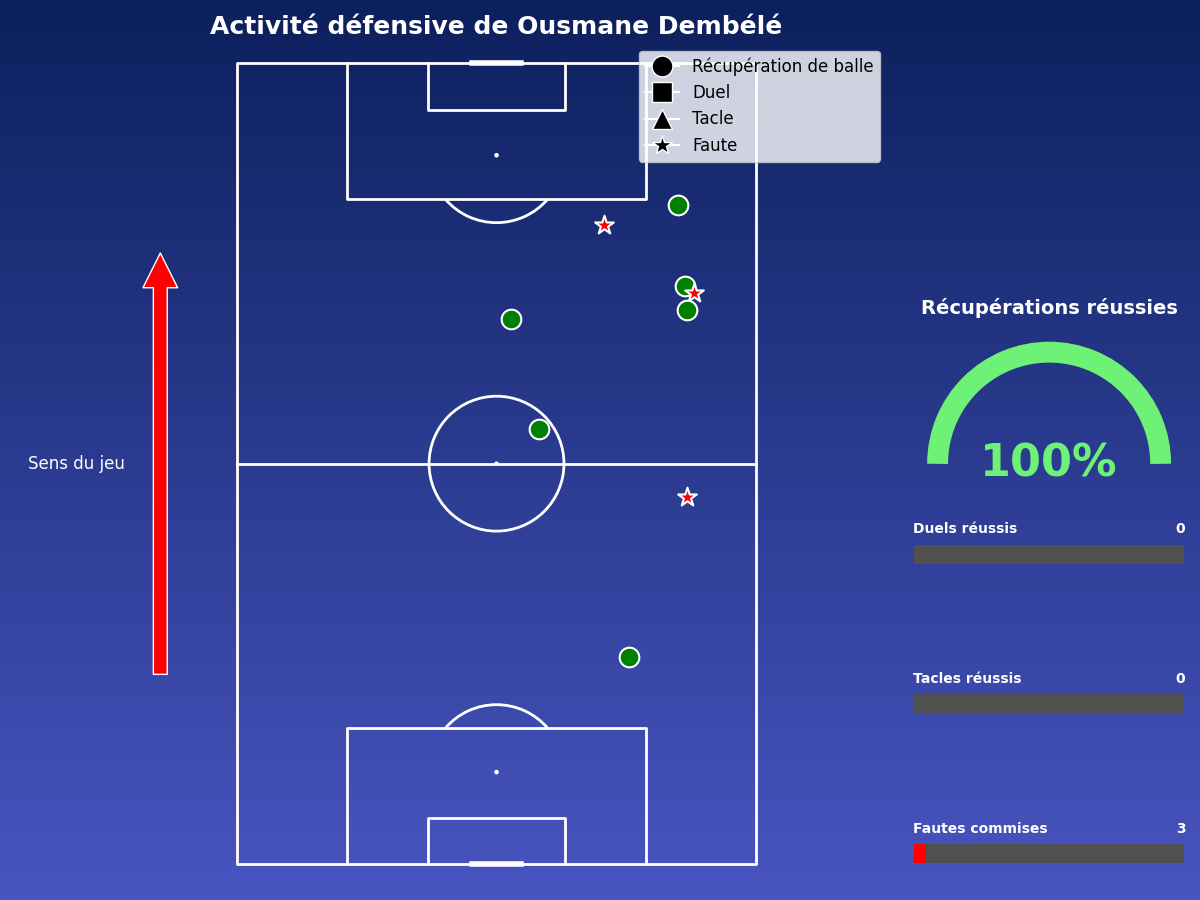 Activité défensive de Ousmane Dembélé
Récupération de balle
Duel
Tacle
Faute
Sens du jeu
Récupérations réussies
100%
Duels réussis 0
Tacles réussis 0
Fautes commises 3